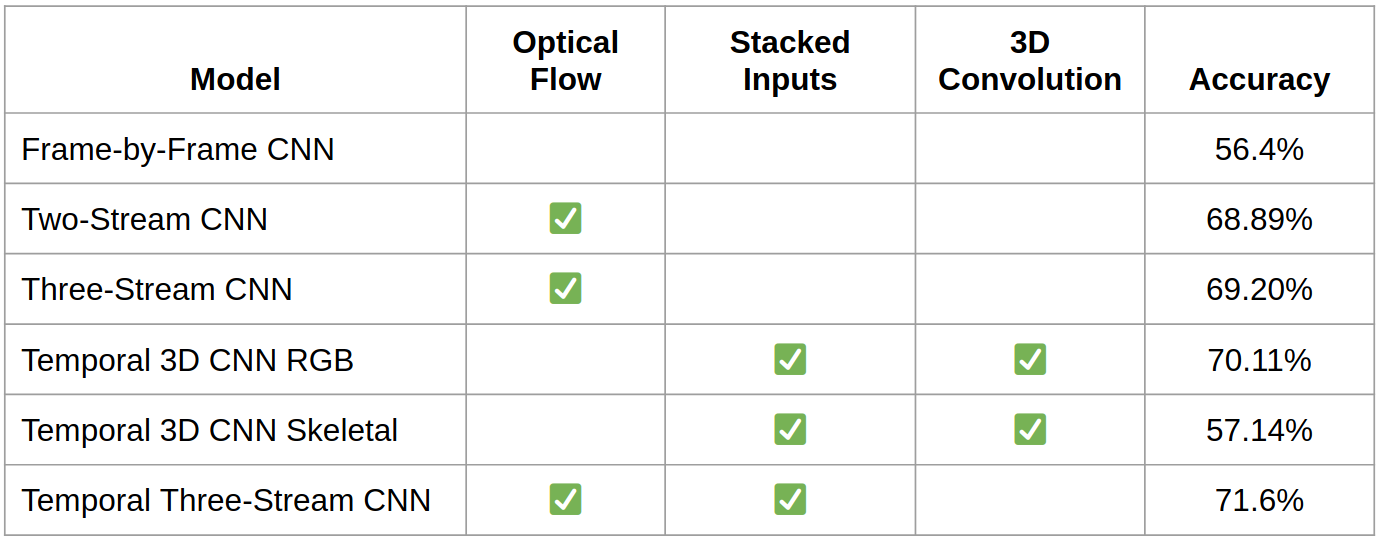 Model Optical Flow Stacked Inputs 3D Convolution Accuracy
Frame-by-Frame CNN 56.4%
Two-Stream CNN ✅ 68.89%
Three-Stream CNN ✅ 69.20%
Temporal 3D CNN RGB ✅ ✅ 70.11%
Temporal 3D CNN Skeletal ✅ ✅ 57.14%
Temporal Three-Stream CNN ✅ ✅ 71.6%